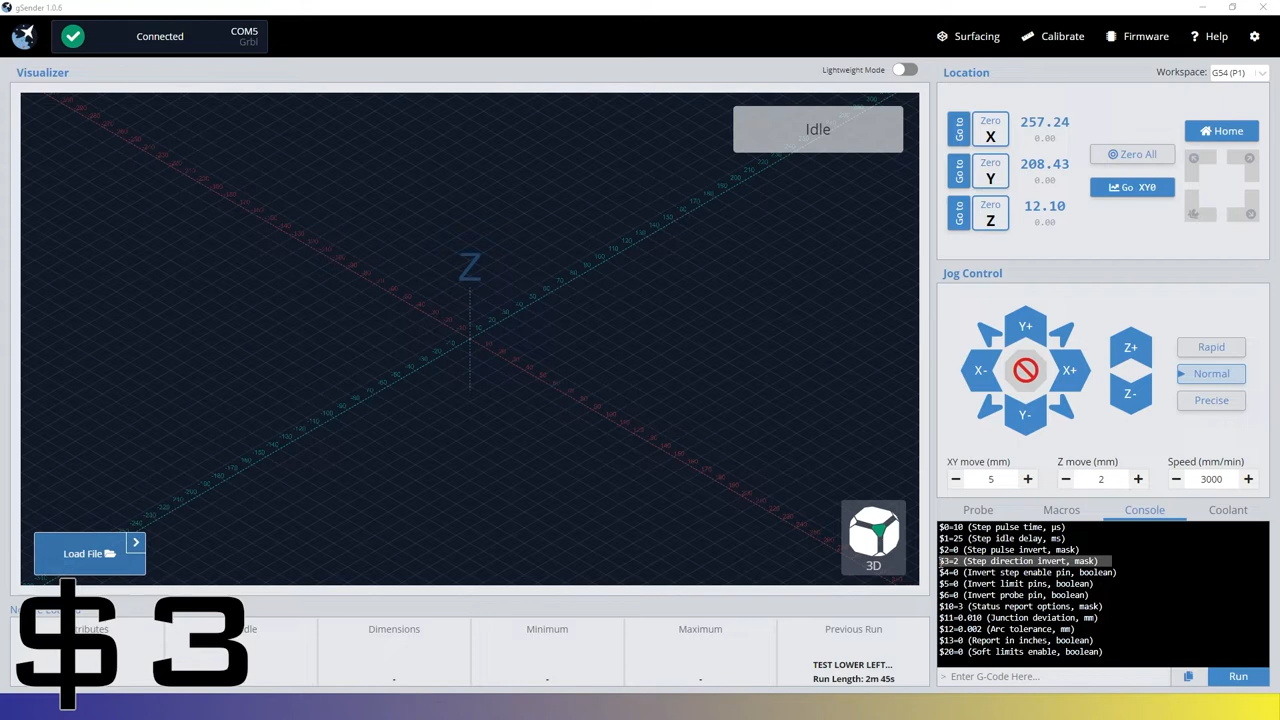 gSender 1.0.6
Connected
COM5
Grbl
Surfacing
Calibrate
Firmware
Help
Visualizer
Lightweight Mode
Idle
Z
Load File
3D
$3
Dimensions
Minimum
Maximum
Previous Run
-
-
-
TEST LOWER LEFT...
Run Length: 2m 45s
Location
Workspace:
G54 (P1)
Go to
Zero
X
257.24
0.00
Go to
Zero
Y
208.43
0.00
Go to
Zero
Z
12.10
0.00
Zero All
Go XY0
Home
Jog Control
Y+
X-
X+
Y-
Z+
Z-
Rapid
Normal
Precise
XY move (mm)
5
Z move (mm)
2
Speed (mm/min)
3000
Probe
Macros
Console
Coolant
$0=10 (Step pulse time, µs)
$1=25 (Step idle delay, ms)
$2=0 (Step pulse invert, mask)
$3=2 (Step direction invert, mask)
$4=0 (Invert step enable pin, boolean)
$5=0 (Invert limit pins, boolean)
$6=0 (Invert probe pin, boolean)
$10=3 (Status report options, mask)
$11=0.010 (Junction deviation, mm)
$12=0.002 (Arc tolerance, mm)
$13=0 (Report in inches, boolean)
$20=0 (Soft limits enable, boolean)
> Enter G-Code Here...
Run